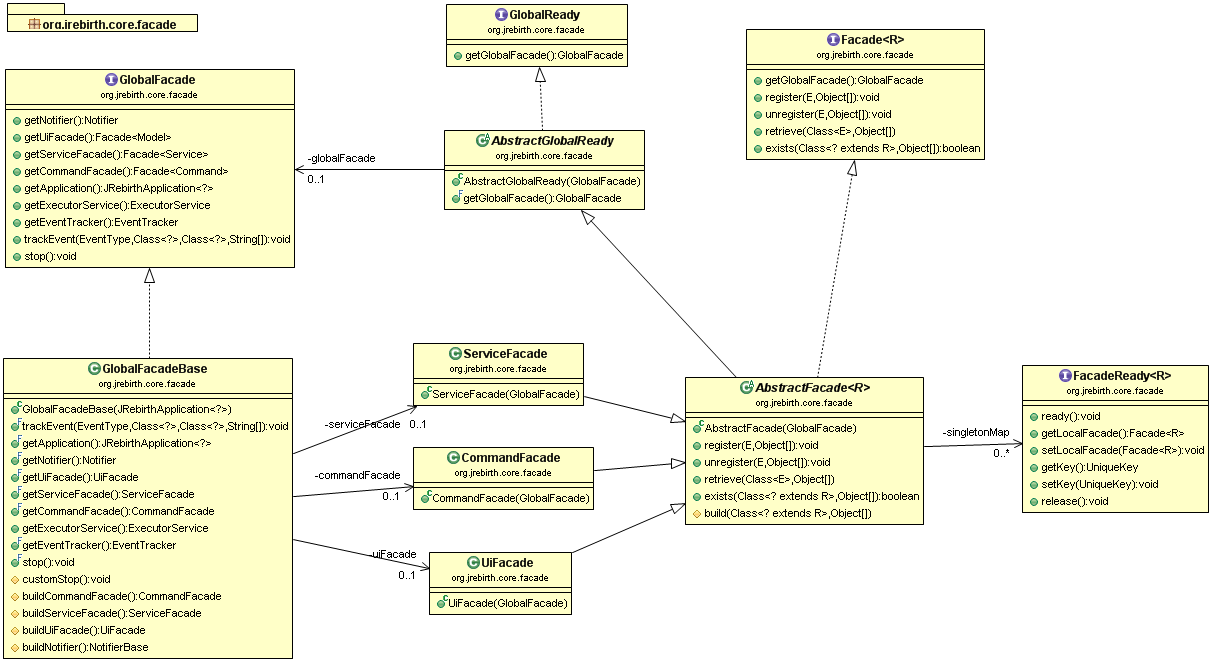 org.jrebirth.core.facade
GlobalReady
org.jrebirth.core.facade
getGlobalFacade():GlobalFacade
Facade<R>
org.jrebirth.core.facade
getGlobalFacade():GlobalFacade
register(E,Object[]):void
unregister(E,Object[]):void
retrieve(Class<E>,Object[])
exists(Class<? extends R>,Object[]):boolean
GlobalFacade
org.jrebirth.core.facade
getNotifier():Notifier
getUiFacade():Facade<Model>
getServiceFacade():Facade<Service>
getCommandFacade():Facade<Command>
getApplication():JRebirthApplication<?>
getExecutorService():ExecutorService
getEventTracker():EventTracker
trackEvent(EventType,Class<?>,Class<?>,String[]):void
stop():void
-globalFacade
0..1
AbstractGlobalReady
org.jrebirth.core.facade
AbstractGlobalReady(GlobalFacade)
getGlobalFacade():GlobalFacade
GlobalFacadeBase
org.jrebirth.core.facade
GlobalFacadeBase(JRebirthApplication<?>)
trackEvent(EventType,Class<?>,Class<?>,String[]):void
getApplication():JRebirthApplication<?>
getNotifier():Notifier
getUiFacade():UiFacade
getServiceFacade():ServiceFacade
getCommandFacade():CommandFacade
getExecutorService():ExecutorService
getEventTracker():EventTracker
stop():void
customStop():void
buildCommandFacade():CommandFacade
buildServiceFacade():ServiceFacade
buildUiFacade():UiFacade
buildNotifier():NotifierBase
-serviceFacade
0..1
-commandFacade
0..1
-uiFacade
0..1
ServiceFacade
org.jrebirth.core.facade
ServiceFacade(GlobalFacade)
CommandFacade
org.jrebirth.core.facade
CommandFacade(GlobalFacade)
UiFacade
org.jrebirth.core.facade
UiFacade(GlobalFacade)
AbstractFacade<R>
org.jrebirth.core.facade
AbstractFacade(GlobalFacade)
register(E,Object[]):void
unregister(E,Object[]):void
retrieve(Class<E>,Object[])
exists(Class<? extends R>,Object[]):boolean
build(Class<? extends R>,Object[])
-singletonMap
0..*
FacadeReady<R>
org.jrebirth.core.facade
ready():void
getLocalFacade():Facade<R>
setLocalFacade(Facade<R>):void
getKey():UniqueKey
setKey(UniqueKey):void
release():void